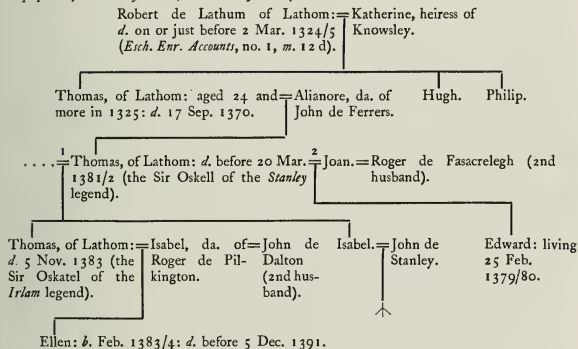 Robert de Lathum of Lathom:=Katherine, heiress of
d. on or just before 2 Mar. 1324/5
Knowsley.
(Esch. Enr. Accounts, no. 1, m. 12 d).
Thomas, of Lathom: aged 24 and=Alianore, da. of
more in 1325: d. 17 Sep. 1370.
John de Ferrers.
Hugh.
Philip.
1
2
....=Thomas, of Lathom: d. before 20 Mar.=Joan.=Roger de Fasacrelegh (2nd
1381/2 (the Sir Oskell of the Stanley
husband).
legend).
Thomas, of Lathom:=Isabel, da. of=John de
d. 5 Nov. 1383 (the
Roger de Pil-
Dalton
Sir Oskatel of the
kington.
(2nd hus-
Irlam legend).
band).
Isabel.=John de
Stanley.
Edward: living
25 Feb.
1379/80.
Ellen: b. Feb. 1383/4: d. before 5 Dec. 1391.